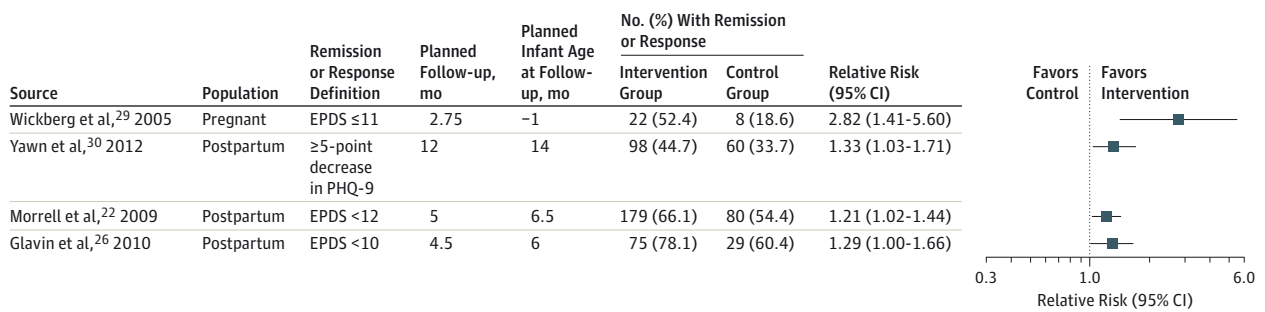 No. (%) With Remission
or Response
Planned
Infant Age
at Follow-
up, mo
Remission
or Response
Definition
Planned
Follow-up,
mo
Source
Population
Intervention
Group
Control
Group
Relative Risk
(95% CI)
Favors
Control
Favors
Intervention
Wickberg et al,29 2005 Pregnant EPDS ≤11 2.75 −1 22 (52.4) 8 (18.6) 2.82 (1.41-5.60)
Yawn et al,30 2012 Postpartum ≥5-point 12 14 98 (44.7) 60 (33.7) 1.33 (1.03-1.71)
decrease
in PHQ-9
Morrell et al,22 2009 Postpartum EPDS <12 5 6.5 179 (66.1) 80 (54.4) 1.21 (1.02-1.44)
Glavin et al,26 2010 Postpartum EPDS <10 4.5 6 75 (78.1) 29 (60.4) 1.29 (1.00-1.66)
0.3 1.0 6.0
Relative Risk (95% CI)